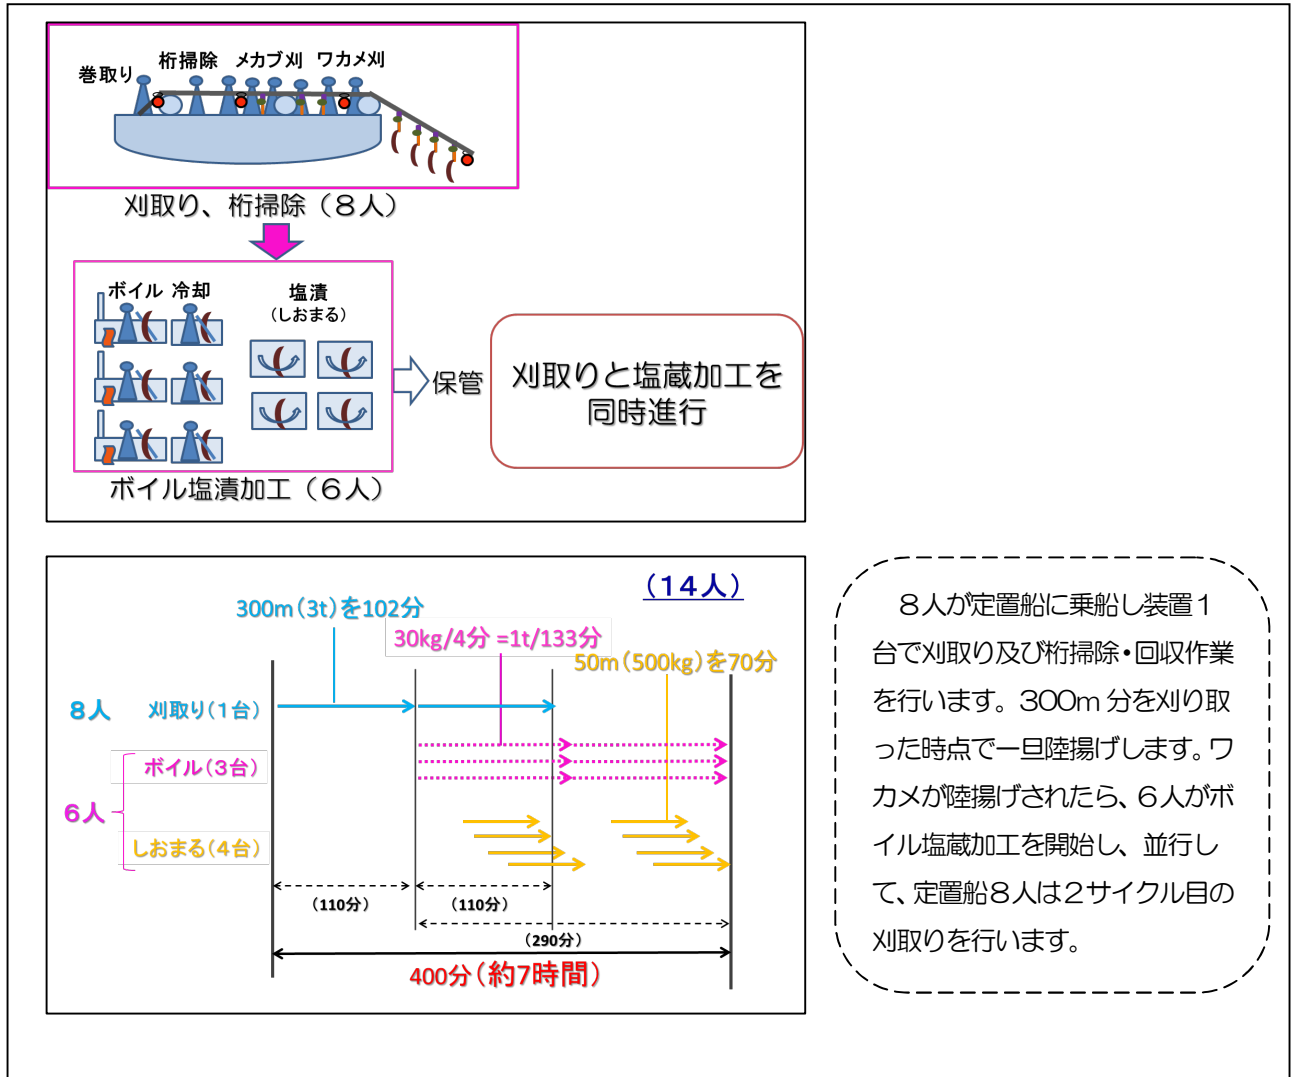 巻取り 桁掃除 メカブ刈 ワカメ刈
刈取り、桁掃除（８人）
ボイル 冷却 塩漬
（しおまる）
保管
刈取りと塩蔵加工を
同時進行
ボイル塩漬加工（６人）
（１４人）
300m（3t）を102分
30kg/4分 =1t/133分
50m（500kg）を70分
８人 刈取り（１台）
ボイル（３台）
６人
しおまる（４台）
（110分） （110分）
（290分）
400分（約7時間）
８人が定置船に乗船し装置１
台で刈取り及び桁掃除・回収作業
を行います。３００ｍ分を刈り取
った時点で一旦陸揚げします。ワ
カメが陸揚げされたら、６人がボ
イル塩蔵加工を開始し、並行し
て、定置船８人は２サイクル目の
刈取りを行います。